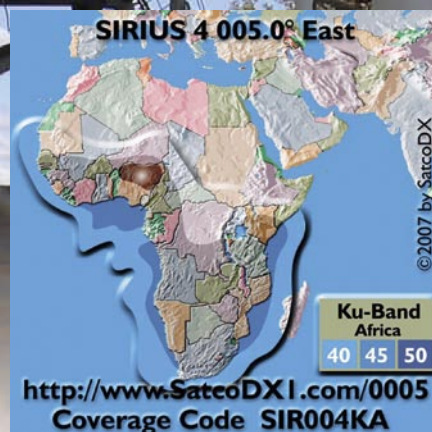 SIRIUS 4 005.0° East
©2007 by SatcoDX
Ku-Band
Africa
40 45 50
http://www.SatcoDX1.com/0005
Coverage Code SIR004KA